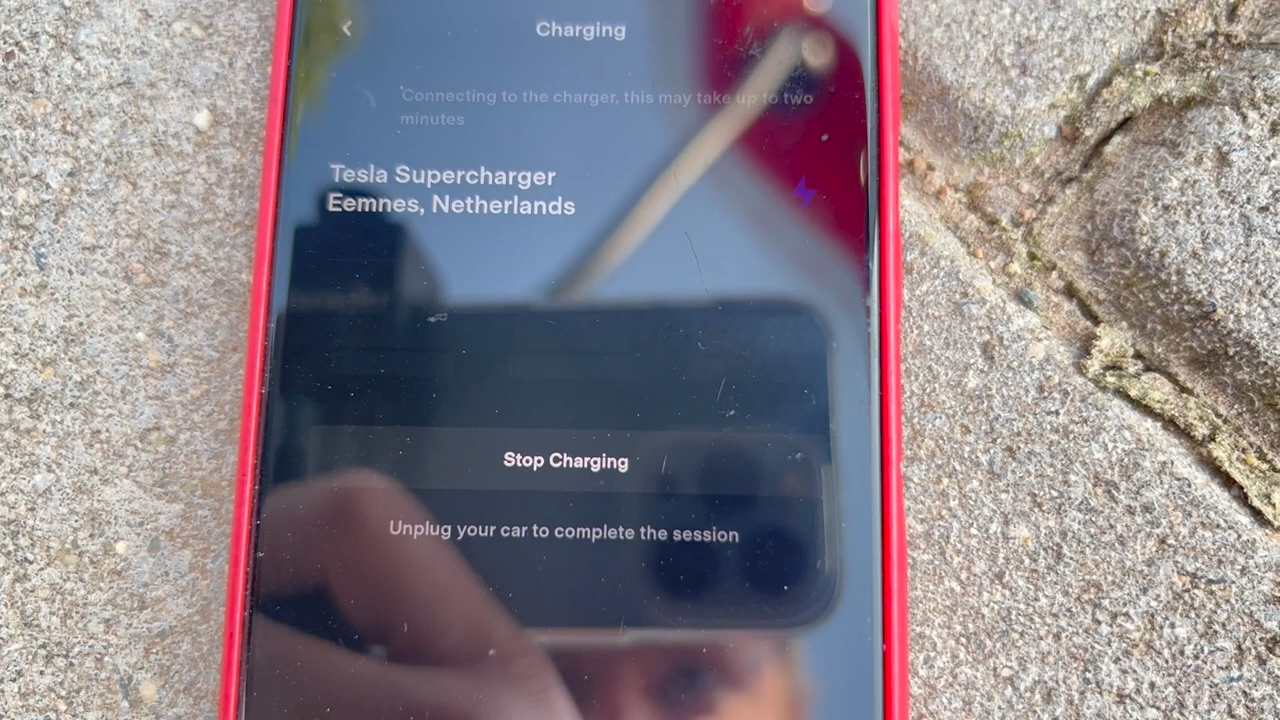 Charging
Connecting to the charger, this may take up to two
minutes
Tesla Supercharger
Eemnes, Netherlands
Stop Charging
Unplug your car to complete the session